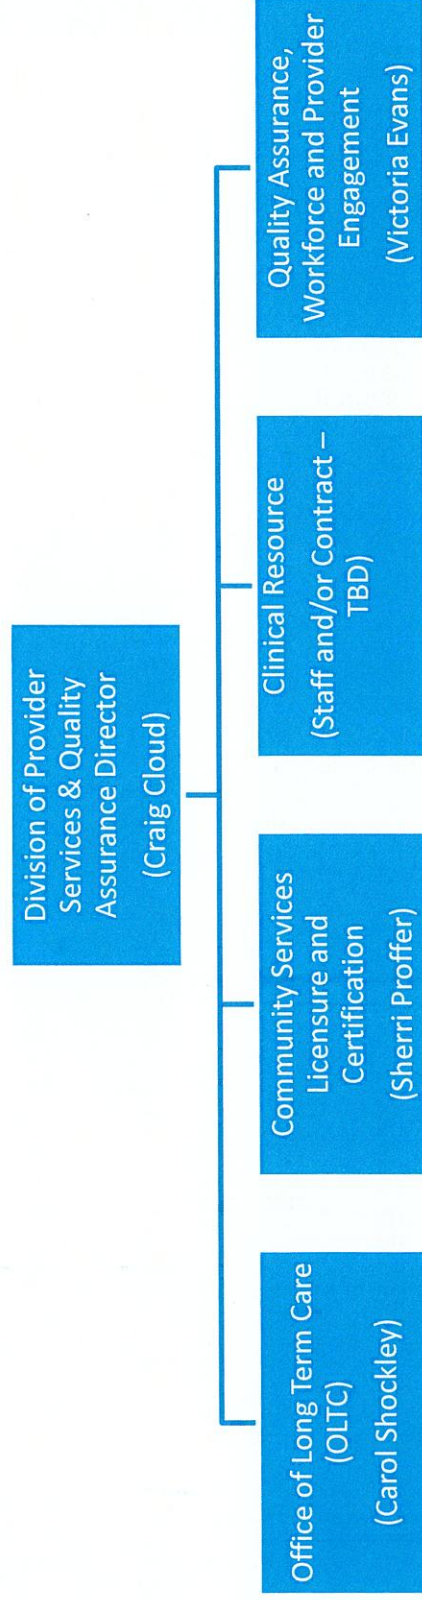 Division of Provider
Services & Quality
Assurance Director
(Craig Cloud)
Office of Long Term Care
(OLTC)
(Carol Shockley)
Community Services
Licensure and
Certification
(Sherri Proffer)
Clinical Resource
(Staff and/or Contract –
TBD)
Quality Assurance,
Workforce and Provider
Engagement
(Victoria Evans)